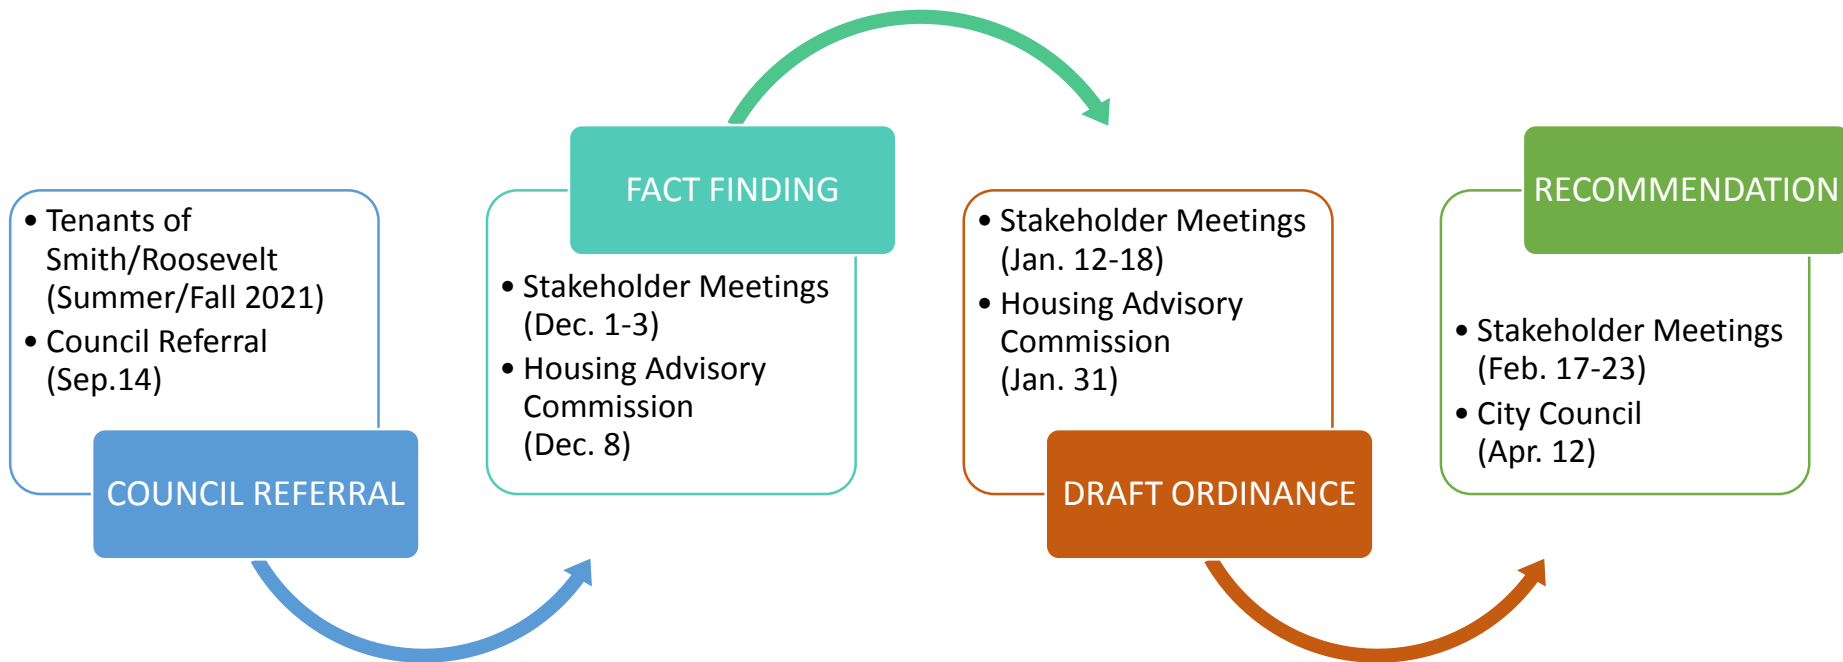 • Tenants of
Smith/Roosevelt
(Summer/Fall 2021)
• Council Referral
(Sep.14)
COUNCIL REFERRAL
FACT FINDING
• Stakeholder Meetings
(Dec. 1-3)
• Housing Advisory
Commission
(Dec. 8)
• Stakeholder Meetings
(Jan. 12-18)
• Housing Advisory
Commission
(Jan. 31)
DRAFT ORDINANCE
RECOMMENDATION
• Stakeholder Meetings
(Feb. 17-23)
• City Council
(Apr. 12)